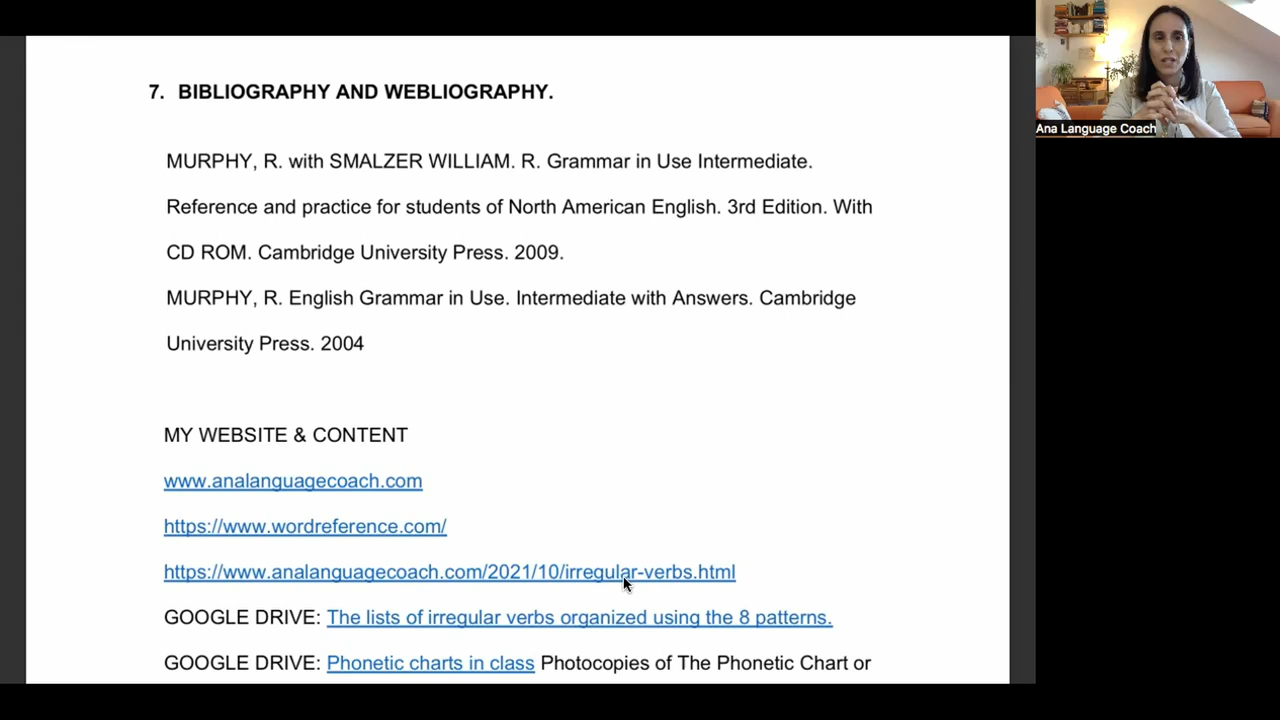 7. BIBLIOGRAPHY AND WEBLIOGRAPHY.
MURPHY, R. with SMALZER WILLIAM. R. Grammar in Use Intermediate.
Reference and practice for students of North American English. 3rd Edition. With
CD ROM. Cambridge University Press. 2009.
MURPHY, R. English Grammar in Use. Intermediate with Answers. Cambridge
University Press. 2004
MY WEBSITE & CONTENT
www.analanguagecoach.com
https://www.wordreference.com/
https://www.analanguagecoach.com/2021/10/irregular-verbs.html
GOOGLE DRIVE: The lists of irregular verbs organized using the 8 patterns.
GOOGLE DRIVE: Phonetic charts in class Photocopies of The Phonetic Chart or
Ana Language Coach